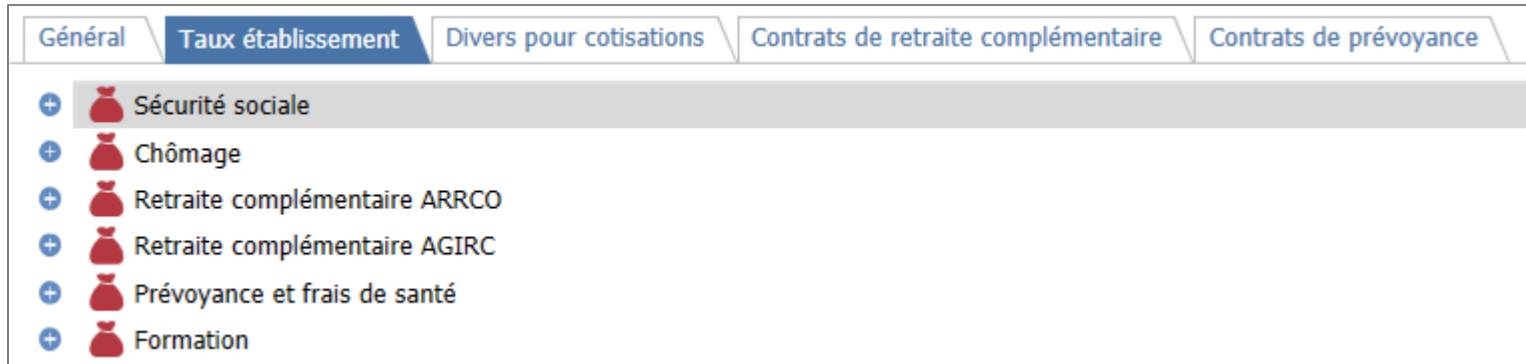 Général Taux établissement Divers pour cotisations Contrats de retraite complémentaire Contrats de prévoyance
Sécurité sociale
Chômage
Retraite complémentaire ARRCO
Retraite complémentaire AGIRC
Prévoyance et frais de santé
Formation